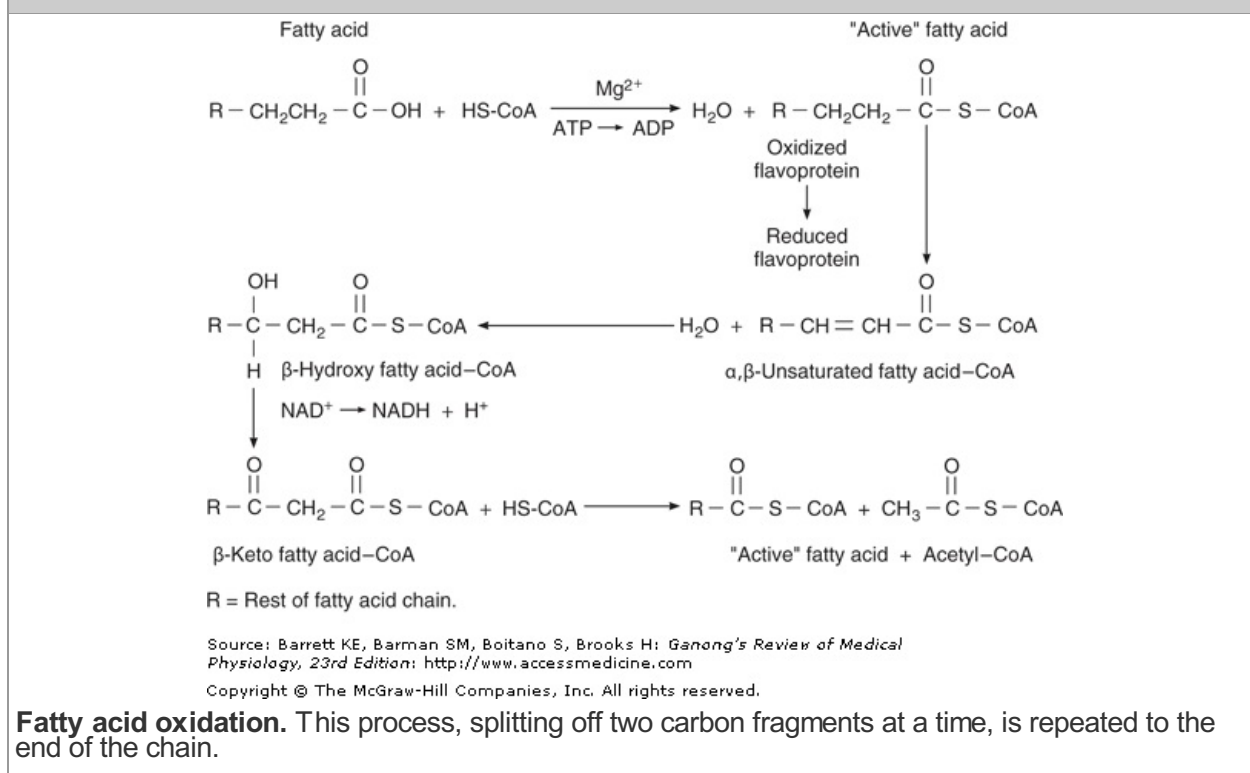 Fatty acid "Active" fatty acid
O O
|| ||
R – CH₂CH₂ – C – OH + HS-CoA Mg²⁺ ATP → ADP H₂O + R – CH₂CH₂ – C – S – CoA
Oxidized
flavoprotein
Reduced
flavoprotein
OH O O
| || ||
R – C – CH₂ – C – S – CoA ← H₂O + R – CH = CH – C – S – CoA
|
H β-Hydroxy fatty acid–CoA α,β-Unsaturated fatty acid–CoA
NAD⁺ → NADH + H⁺
O O O O
|| || || ||
R – C – CH₂ – C – S – CoA + HS-CoA → R – C – S – CoA + CH₃ – C – S – CoA
β-Keto fatty acid–CoA "Active" fatty acid + Acetyl–CoA
R = Rest of fatty acid chain.
Source: Barrett KE, Barman SM, Boitano S, Brooks H: Ganong's Review of Medical
Physiology, 23rd Edition: http://www.accessmedicine.com
Copyright © The McGraw-Hill Companies, Inc. All rights reserved.
Fatty acid oxidation. This process, splitting off two carbon fragments at a time, is repeated to the
end of the chain.